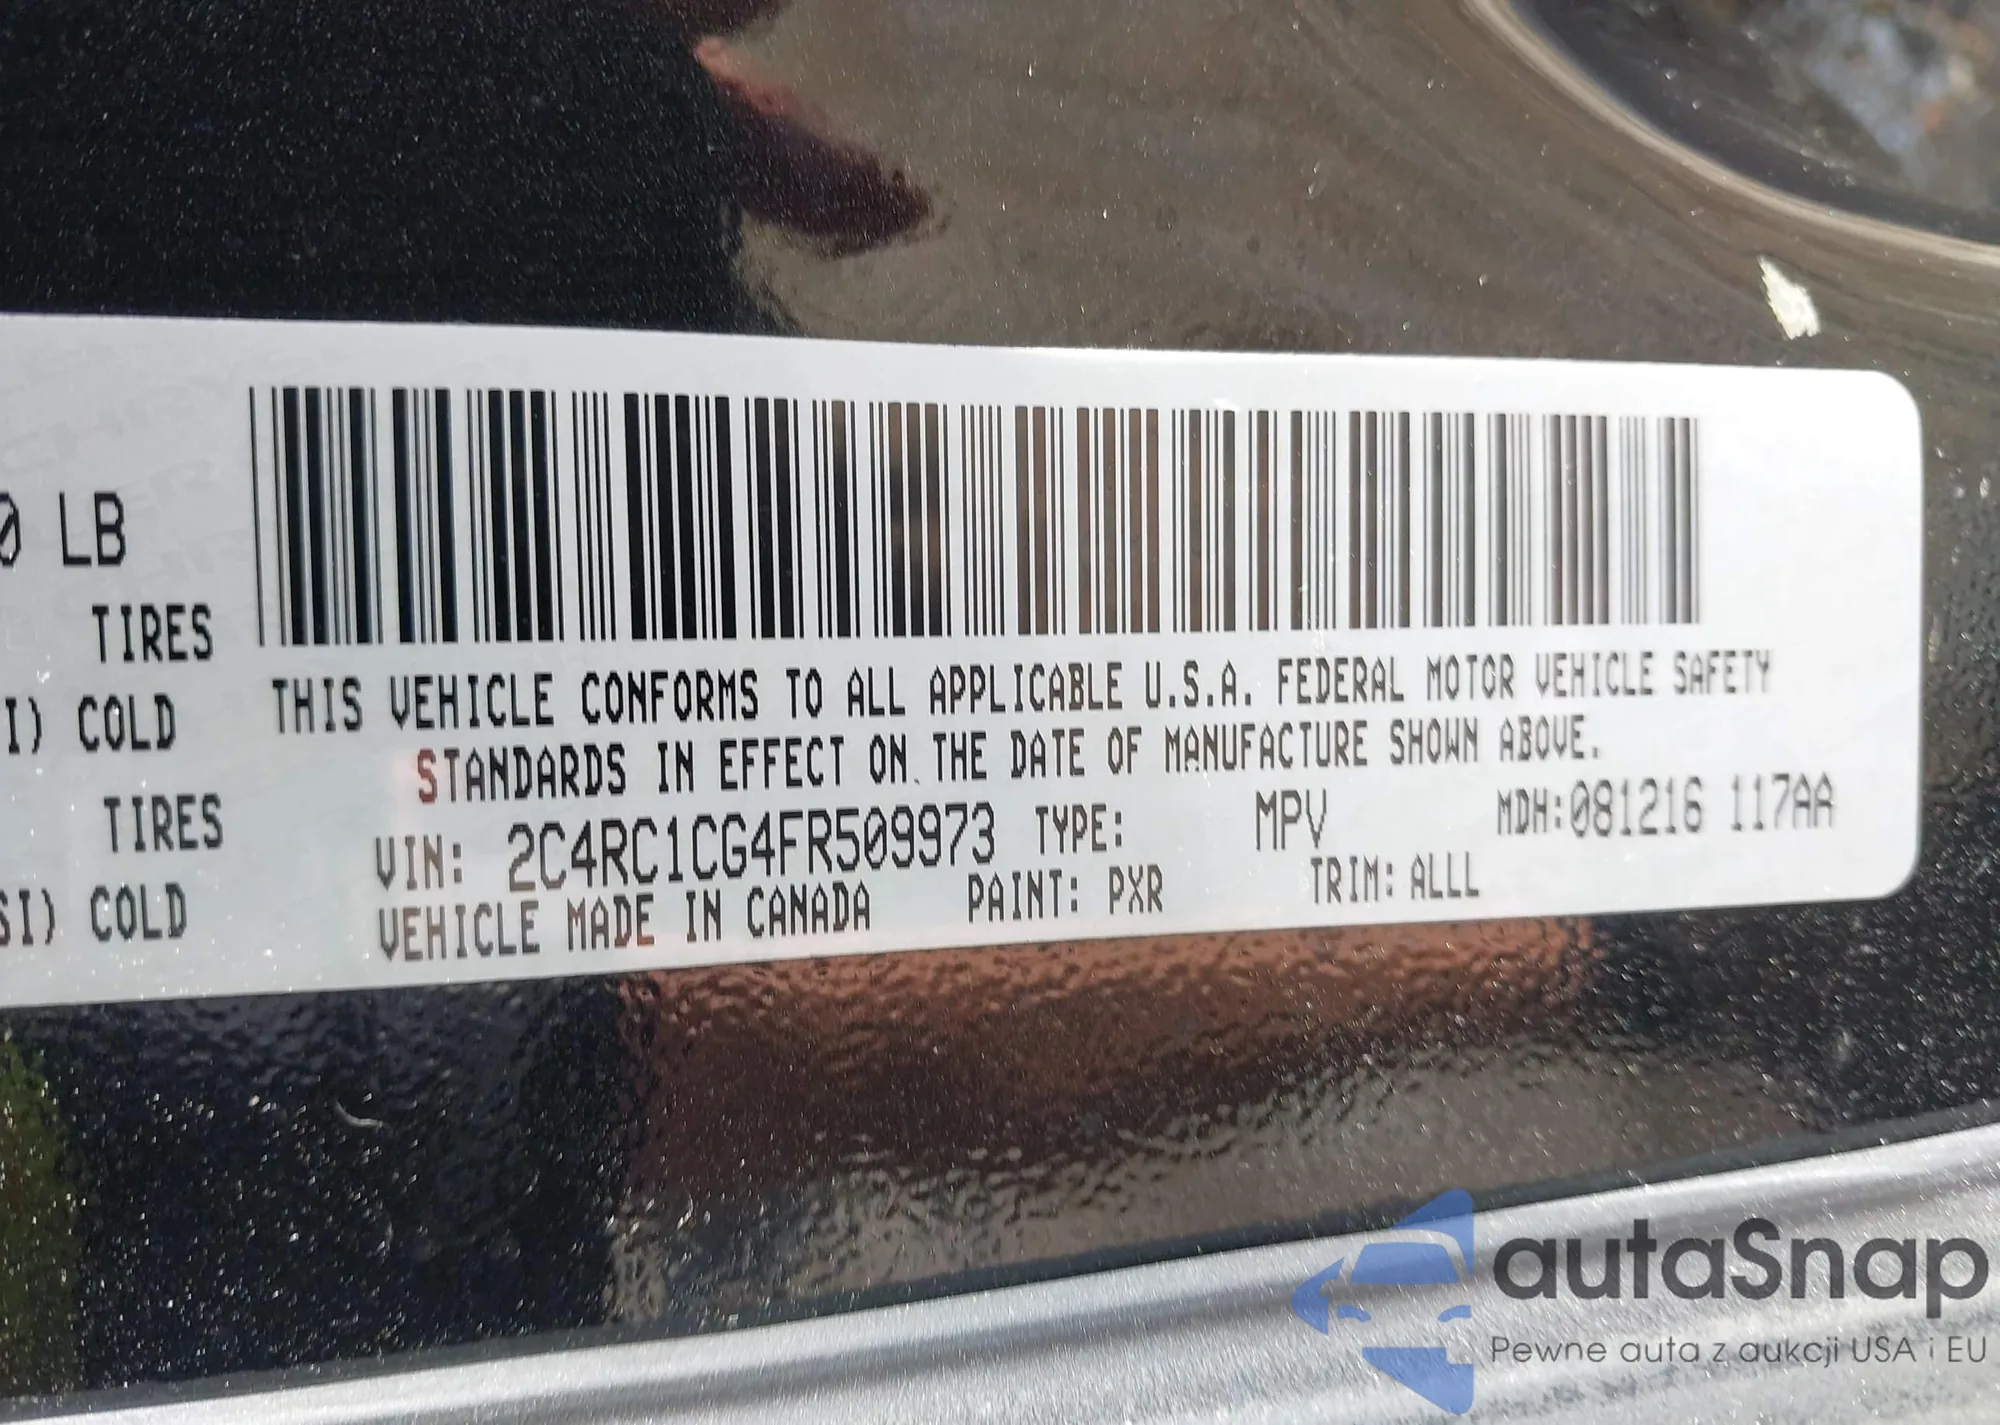 0 LB
TIRES
I) COLD
TIRES
SI) COLD
THIS VEHICLE CONFORMS TO ALL APPLICABLE U.S.A. FEDERAL MOTOR VEHICLE SAFETY
STANDARDS IN EFFECT ON THE DATE OF MANUFACTURE SHOWN ABOVE.
VIN: 2C4RC1CG4FR509973 TYPE: MPV MDH:081216 117AA
VEHICLE MADE IN CANADA PAINT: PXR TRIM: ALLL
autaSnap
Pewne auta z aukcji USA i EU